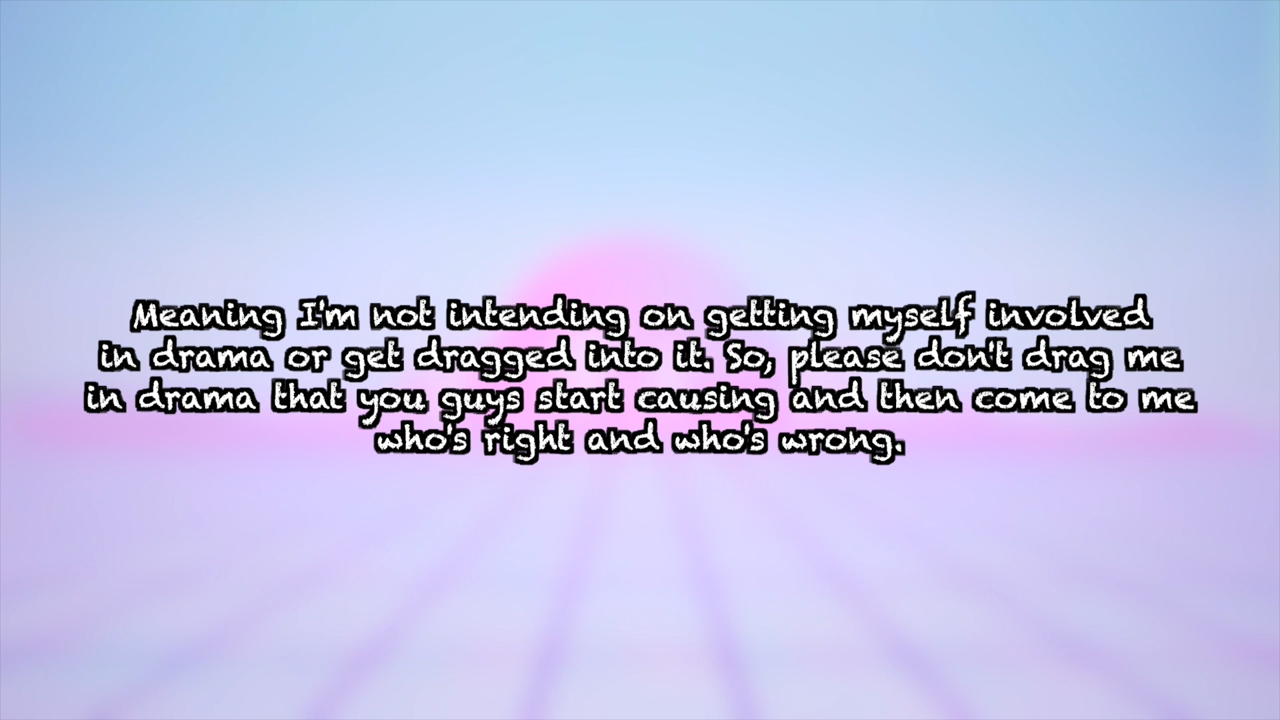 Meaning I'm not intending on getting myself involved
in drama or get dragged into it. So, please don't drag me
in drama that you guys start causing and then come to me
who's right and who's wrong.